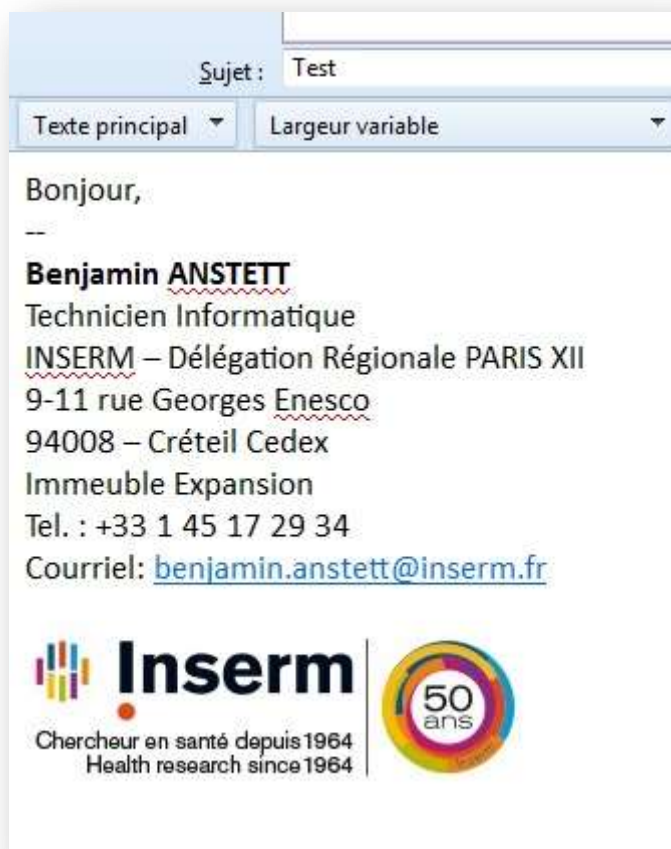 Sujet : Test
Texte principal Largeur variable
Bonjour,
--
Benjamin ANSTETT
Technicien Informatique
INSERM – Délégation Régionale PARIS XII
9-11 rue Georges Enesco
94008 – Créteil Cedex
Immeuble Expansion
Tel. : +33 1 45 17 29 34
Courriel: benjamin.anstett@inserm.fr
Inserm
Chercheur en santé depuis 1964
Health research since 1964
50
ans
Inserm